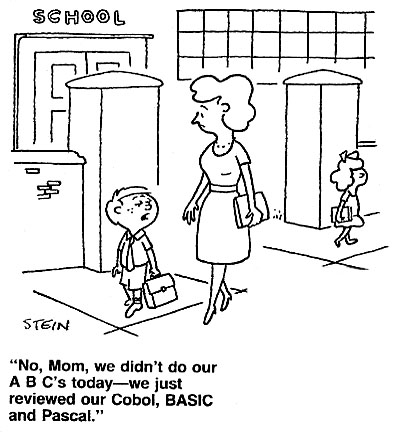 SCHOOL
STEIN
"No, Mom, we didn't do our
A B C's today—we just
reviewed our Cobol, BASIC
and Pascal."